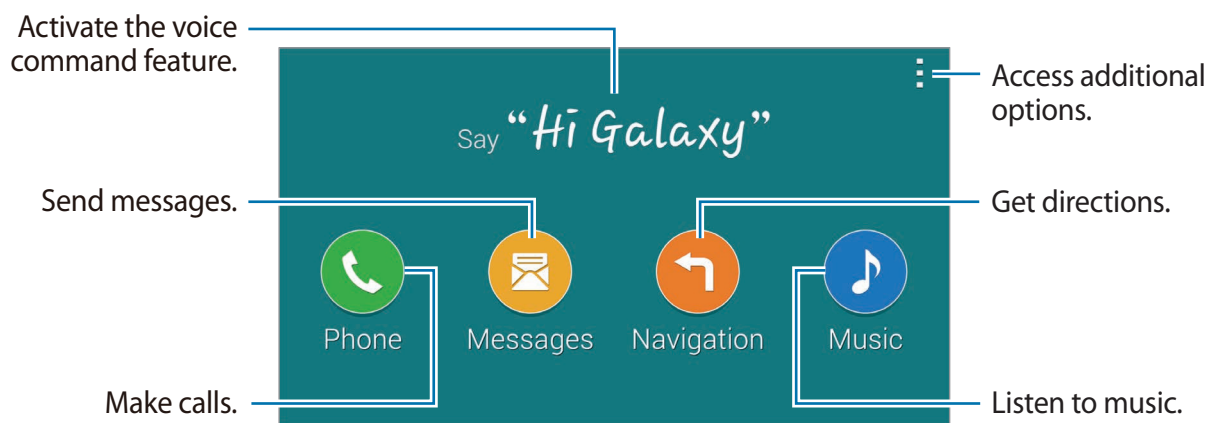 Activate the voice
command feature.
Access additional
options.
Say “Hi Galaxy”
Send messages.
Get directions.
Phone
Messages
Navigation
Music
Make calls.
Listen to music.